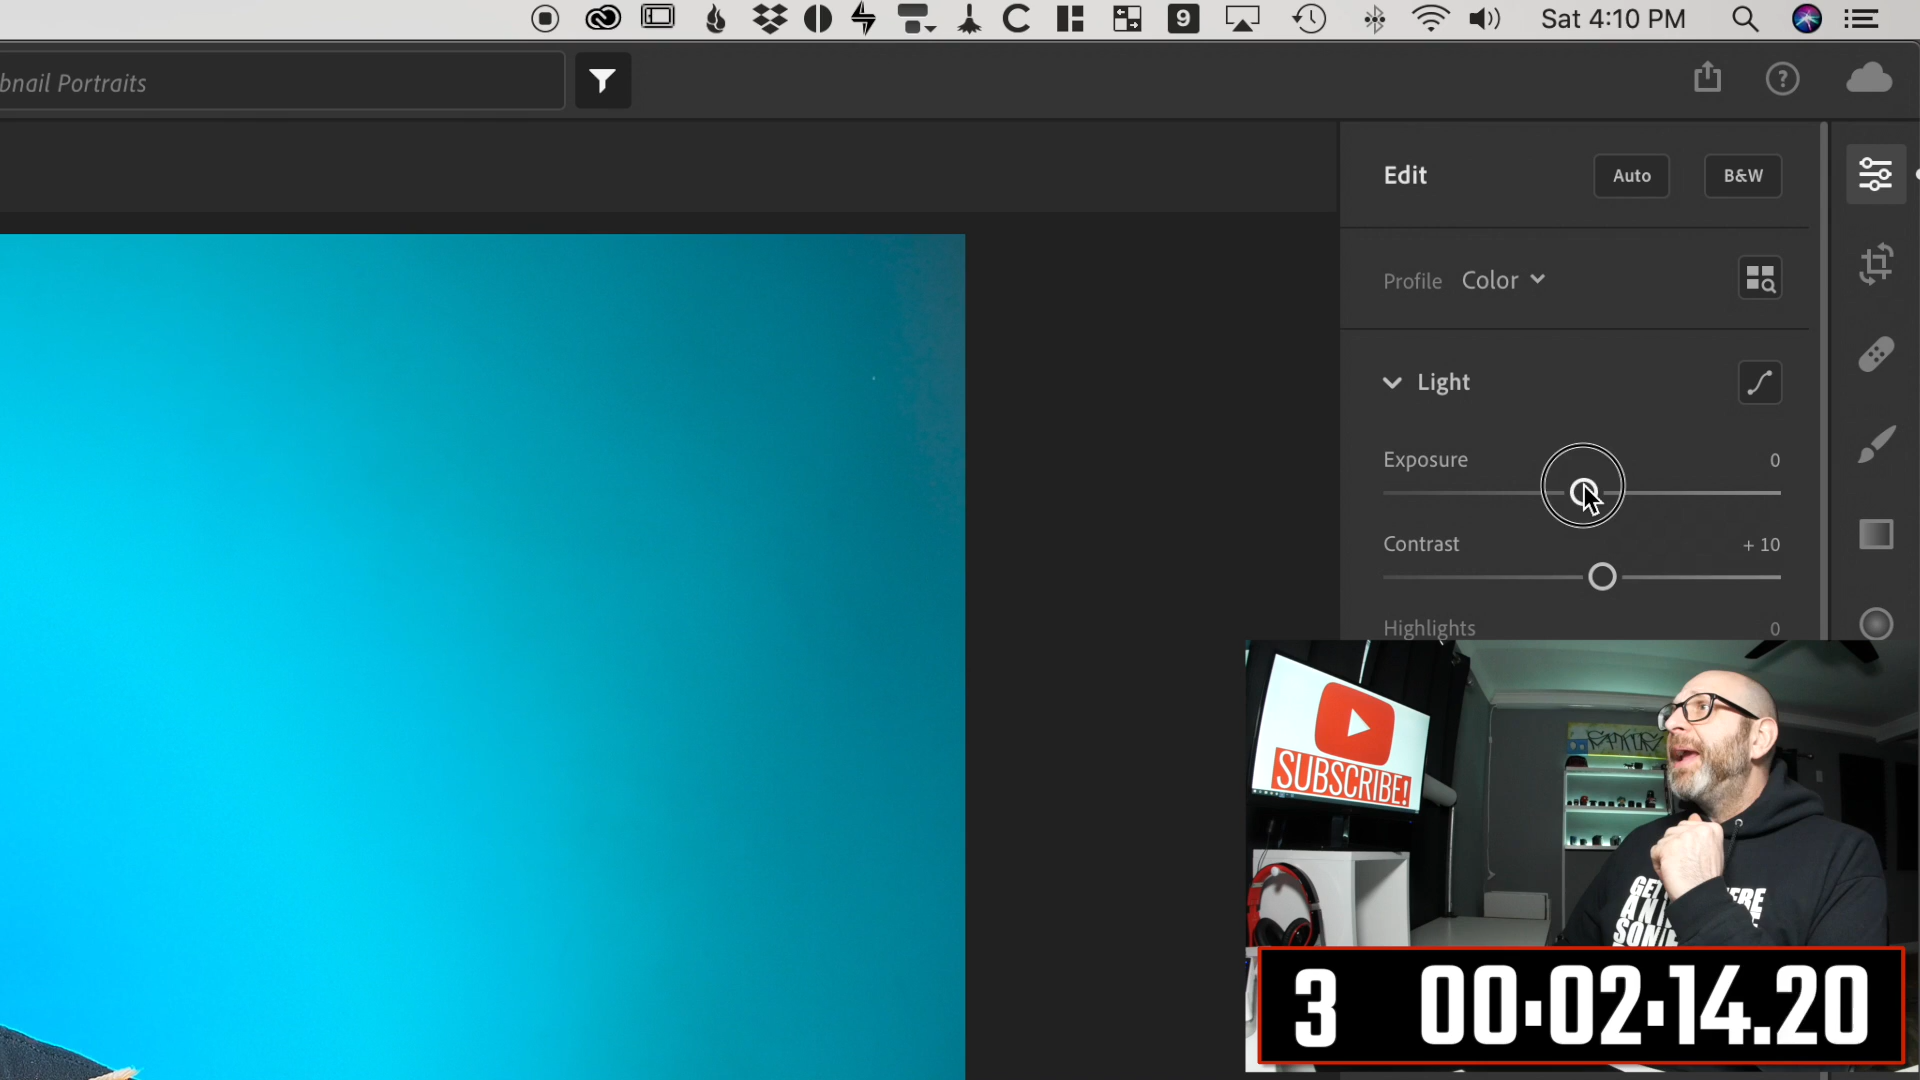 9
Sat 4:10 PM
bnail Portraits
?
Edit
Auto
B&W
Profile
Color
Light
Exposure
0
Contrast
+ 10
Highlights
0
SUBSCRIBE!
3
00:02:14.20